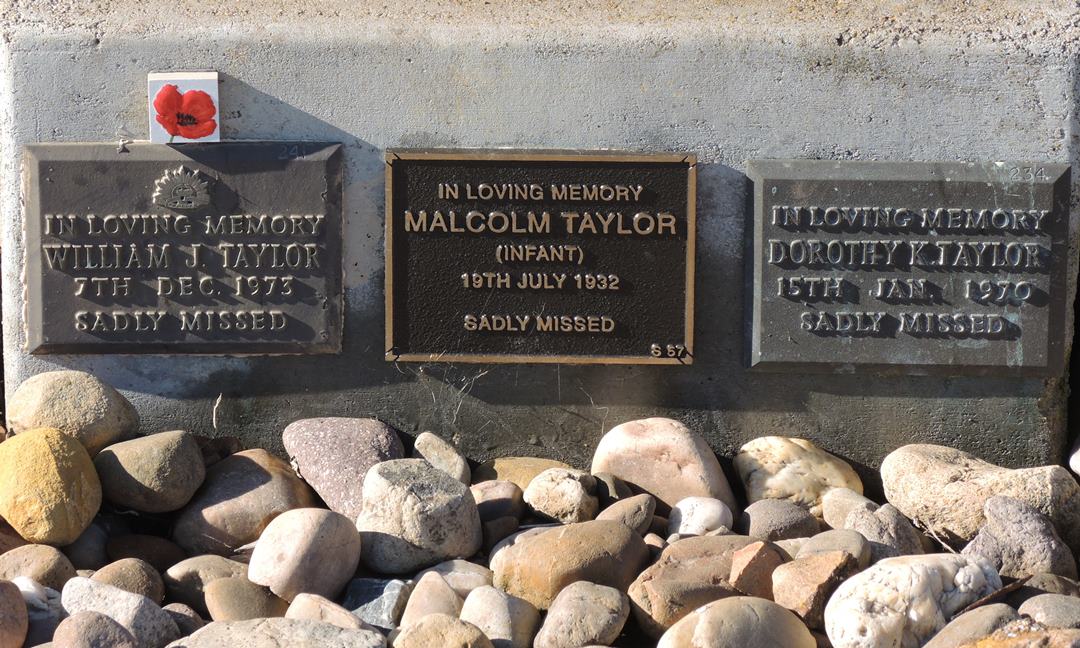 241
IN LOVING MEMORY
WILLIAM J. TAYLOR
7TH DEC. 1973
SADLY MISSED
IN LOVING MEMORY
MALCOLM TAYLOR
(INFANT)
19TH JULY 1932
SADLY MISSED
S 57
234
IN LOVING MEMORY
DOROTHY K. TAYLOR
15TH JAN. 1970
SADLY MISSED